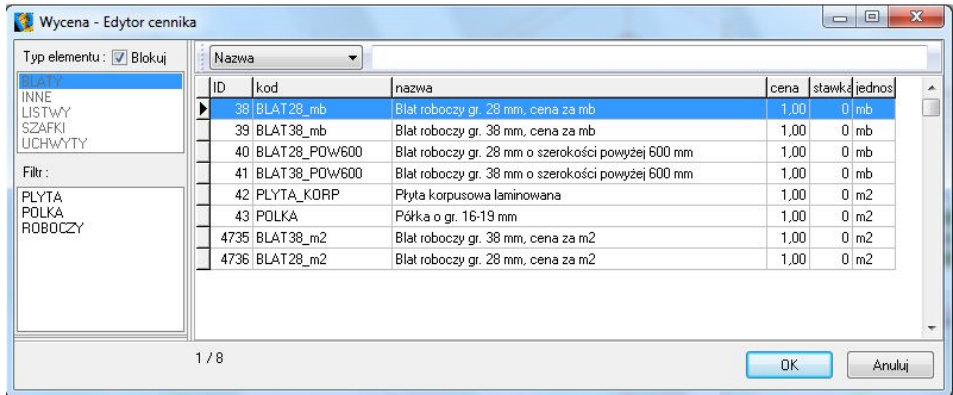 Wycena - Edytor cennika
Typ elementu : Blokuj
BLATY
INNE
LISTWY
SZAFKI
UCHWYTY
Filtr :
PLYTA
POLKA
ROBOCZY
Nazwa
ID kod nazwa cena stawka jednos
38 BLAT28_mb Blat roboczy gr. 28 mm, cena za mb 1,00 0 mb
39 BLAT38_mb Blat roboczy gr. 38 mm, cena za mb 1,00 0 mb
40 BLAT28_POW600 Blat roboczy gr. 28 mm o szerokości powyżej 600 mm 1,00 0 mb
41 BLAT38_POW600 Blat roboczy gr. 38 mm o szerokości powyżej 600 mm 1,00 0 mb
42 PLYTA_KORP Płyta korpusowa laminowana 1,00 0 m2
43 POLKA Półka o gr. 16-19 mm 1,00 0 m2
4735 BLAT38_m2 Blat roboczy gr. 38 mm, cena za m2 1,00 0 m2
4736 BLAT28_m2 Blat roboczy gr. 28 mm, cena za m2 1,00 0 m2
1 / 8
OK Anuluj